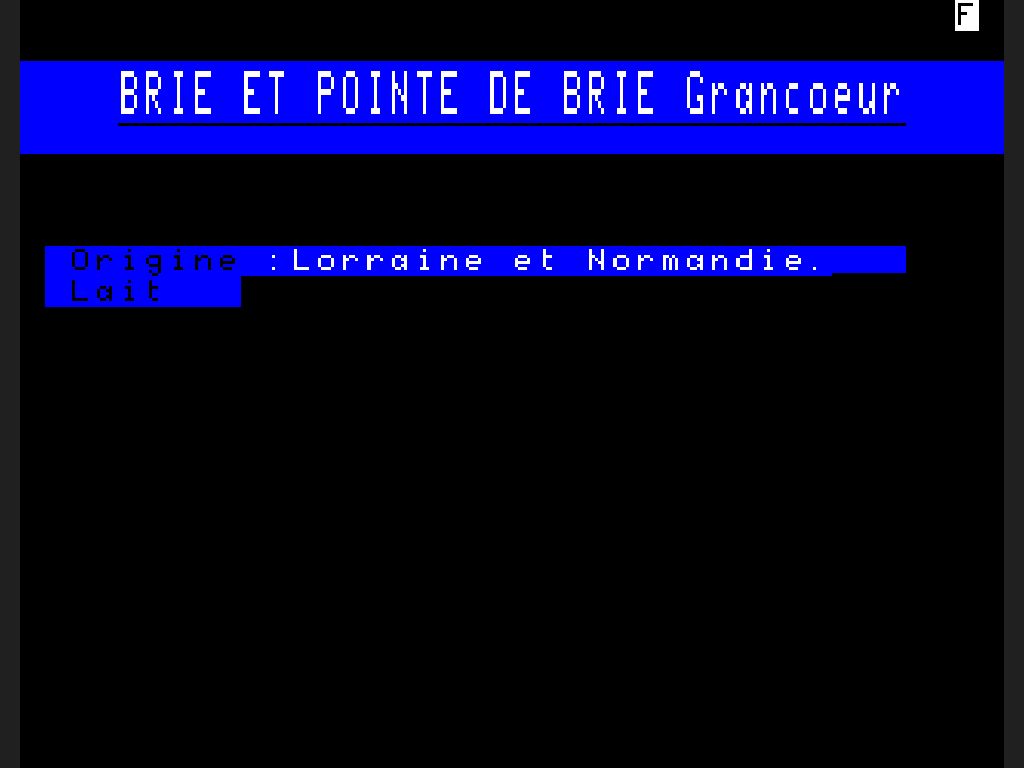 F
BRIE ET POINTE DE BRIE Grancoeur
Origine :Lorraine et Normandie.
Lait